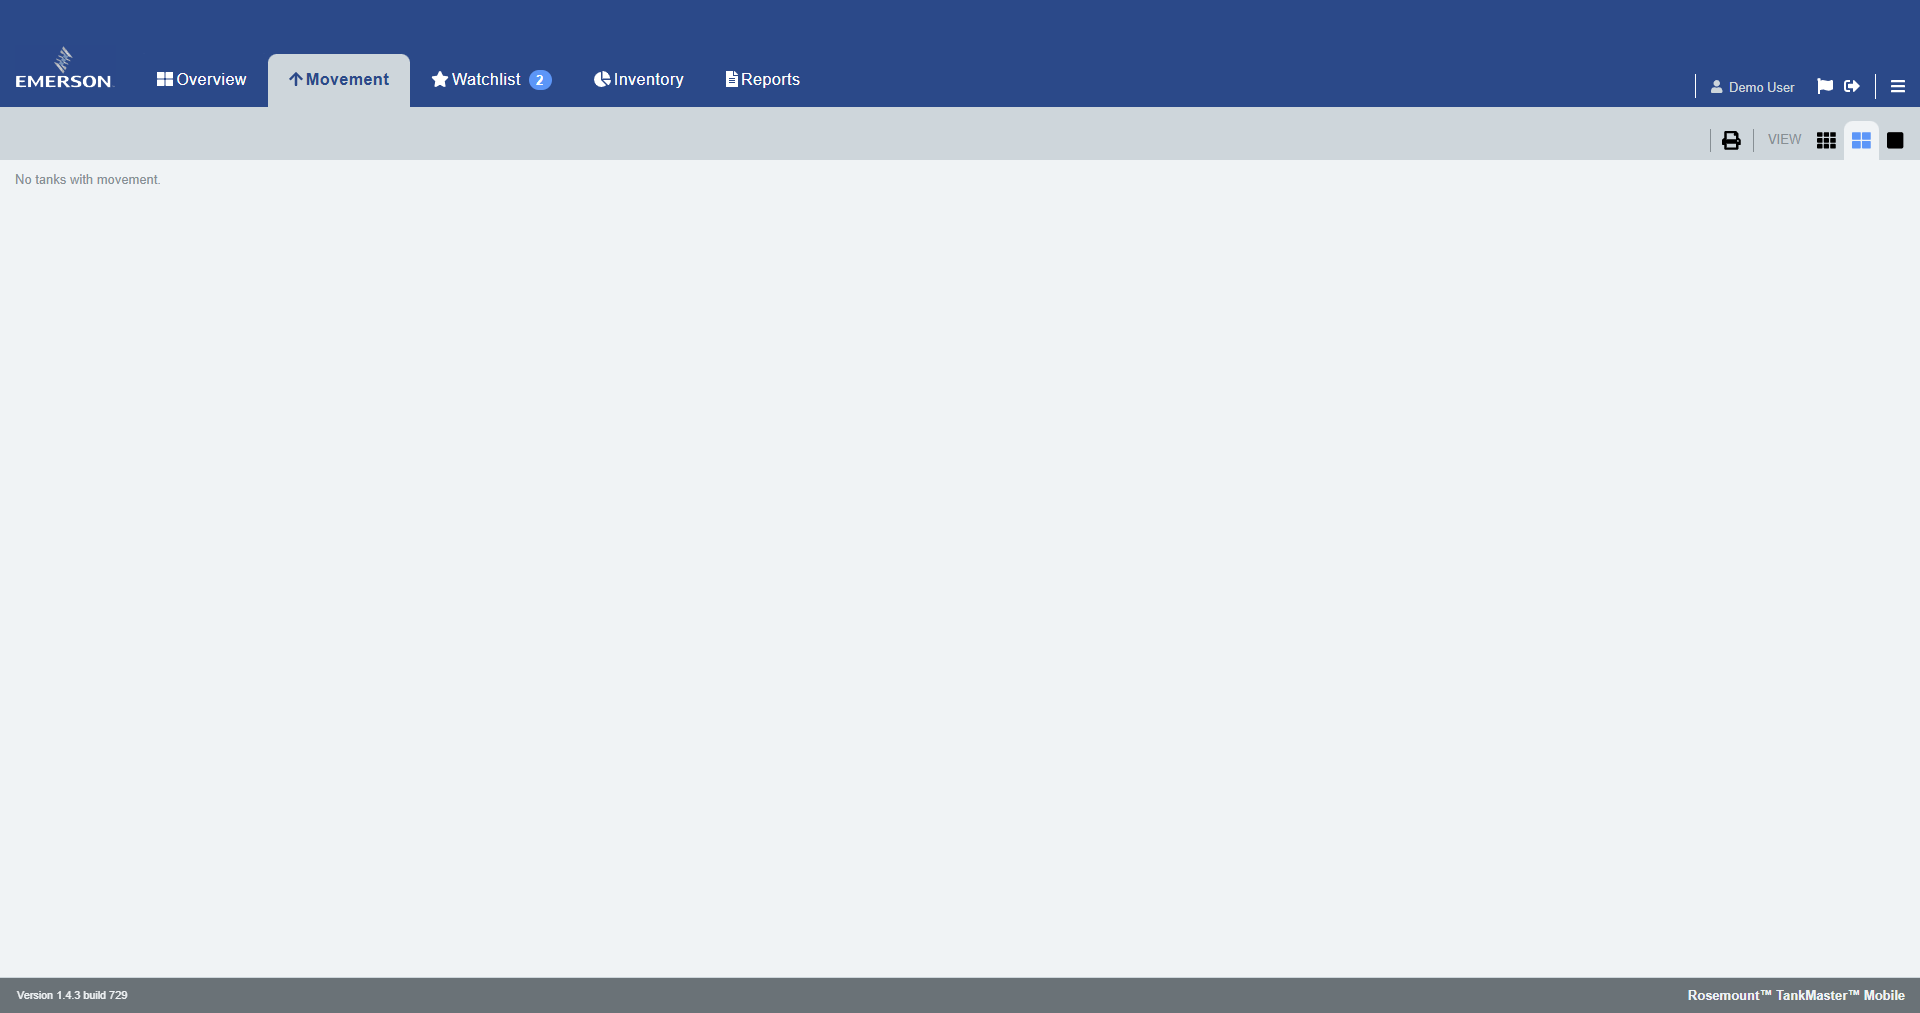 EMERSON
Overview
Movement
Watchlist 2
Inventory
Reports
Demo User
VIEW
No tanks with movement.
Version 1.4.3 build 729
Rosemount™ TankMaster™ Mobile